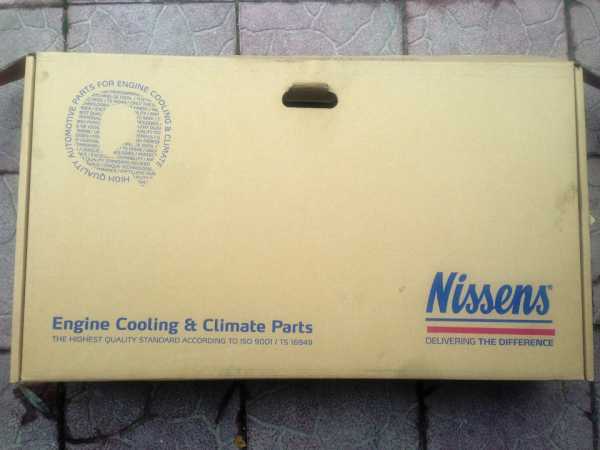 HIGH QUALITY AUTOMOTIVE PARTS FOR ENGINE COOLING & CLIMATE
Nissens®
DELIVERING THE DIFFERENCE
Engine Cooling & Climate Parts
THE HIGHEST QUALITY STANDARD ACCORDING TO ISO 9001 / TS 16949